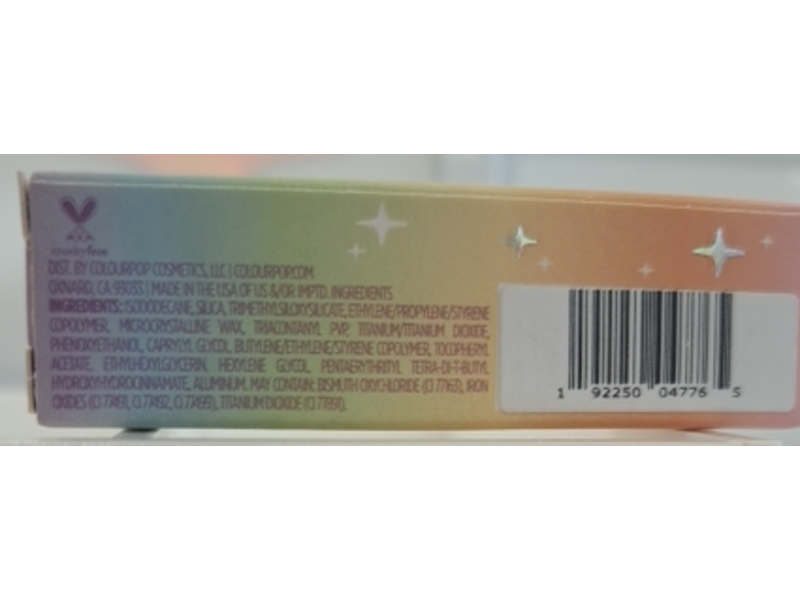 crueltyfree
DIST. BY COLOURPOP COSMETICS, LLC | COLOURPOP.COM
OXNARD, CA 93033 | MADE IN THE USA OF US &/OR IMPTD. INGREDIENTS
INGREDIENTS: ISODODECANE, SILICA, TRIMETHYLSILOXYSILICATE, ETHYLENE/PROPYLENE/STYRENE
COPOLYMER, MICROCRYSTALLINE WAX, TRIACONTANYL PVP, TITANIUM/TITANIUM DIOXIDE,
PHENOXYETHANOL, CAPRYLYL GLYCOL, BUTYLENE/ETHYLENE/STYRENE COPOLYMER, TOCOPHERYL
ACETATE, ETHYLHEXYLGLYCERIN, HEXYLENE GLYCOL, PENTAERYTHRITYL TETRA-DI-T-BUTYL
HYDROXYHYDROCINNAMATE, ALUMINUM. MAY CONTAIN: BISMUTH OXYCHLORIDE (CI 77163), IRON
OXIDES (CI 77491, CI 77492, CI 77499), TITANIUM DIOXIDE (CI 77891).
1 92250 04776 5